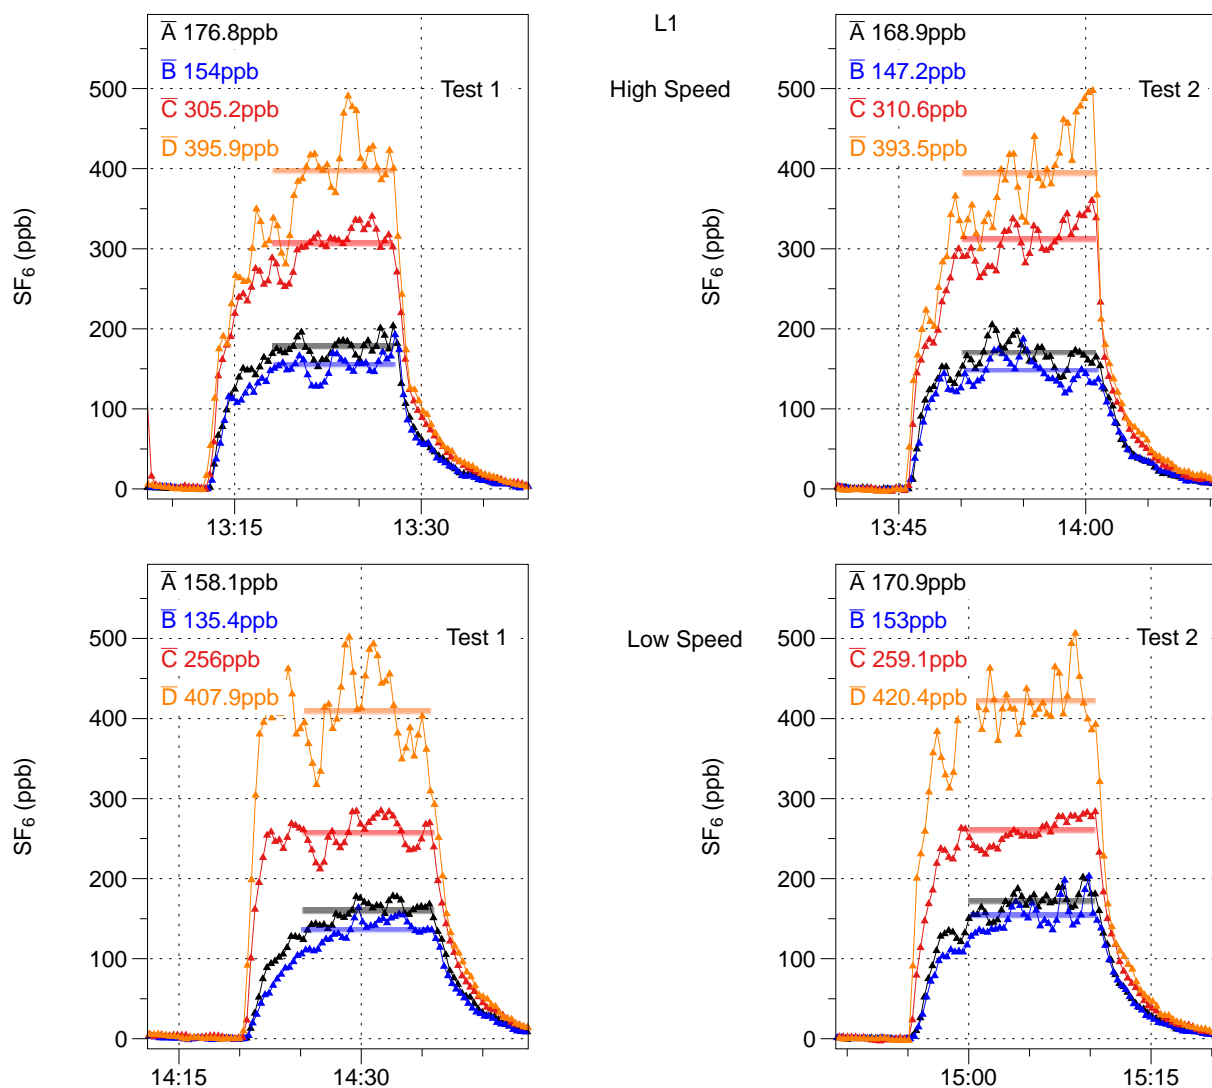 L1
A 176.8ppb
B 154ppb
C 305.2ppb
D 395.9ppb
Test 1
High Speed
A 168.9ppb
B 147.2ppb
C 310.6ppb
D 393.5ppb
Test 2
SF6 (ppb)
500
400
300
200
100
0
13:15
13:30
SF6 (ppb)
500
400
300
200
100
0
13:45
14:00
A 158.1ppb
B 135.4ppb
C 256ppb
D 407.9ppb
Test 1
Low Speed
A 170.9ppb
B 153ppb
C 259.1ppb
D 420.4ppb
Test 2
SF6 (ppb)
500
400
300
200
100
0
14:15
14:30
SF6 (ppb)
500
400
300
200
100
0
15:00
15:15